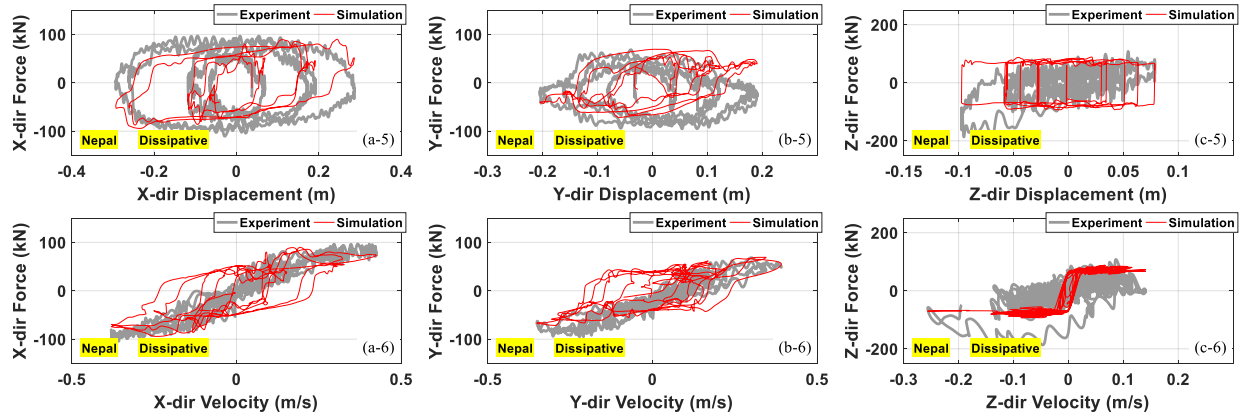 Experiment Simulation
X-dir Force (kN)
100
0
-100
Nepal Dissipative (a-5)
-0.4 -0.2 0 0.2 0.4
X-dir Displacement (m)
Experiment Simulation
Y-dir Force (kN)
100
0
-100
Nepal Dissipative (b-5)
-0.3 -0.2 -0.1 0 0.1 0.2 0.3
Y-dir Displacement (m)
Experiment Simulation
Z-dir Force (kN)
200
0
-200
Nepal Dissipative (c-5)
-0.15 -0.1 -0.05 0 0.05 0.1
Z-dir Displacement (m)
Experiment Simulation
X-dir Force (kN)
100
0
-100
Nepal Dissipative (a-6)
-0.5 0 0.5
X-dir Velocity (m/s)
Experiment Simulation
Y-dir Force (kN)
100
0
-100
Nepal Dissipative (b-6)
-0.5 0 0.5
Y-dir Velocity (m/s)
Experiment Simulation
Z-dir Force (kN)
200
0
-200
Nepal Dissipative (c-6)
-0.3 -0.2 -0.1 0 0.1 0.2
Z-dir Velocity (m/s)